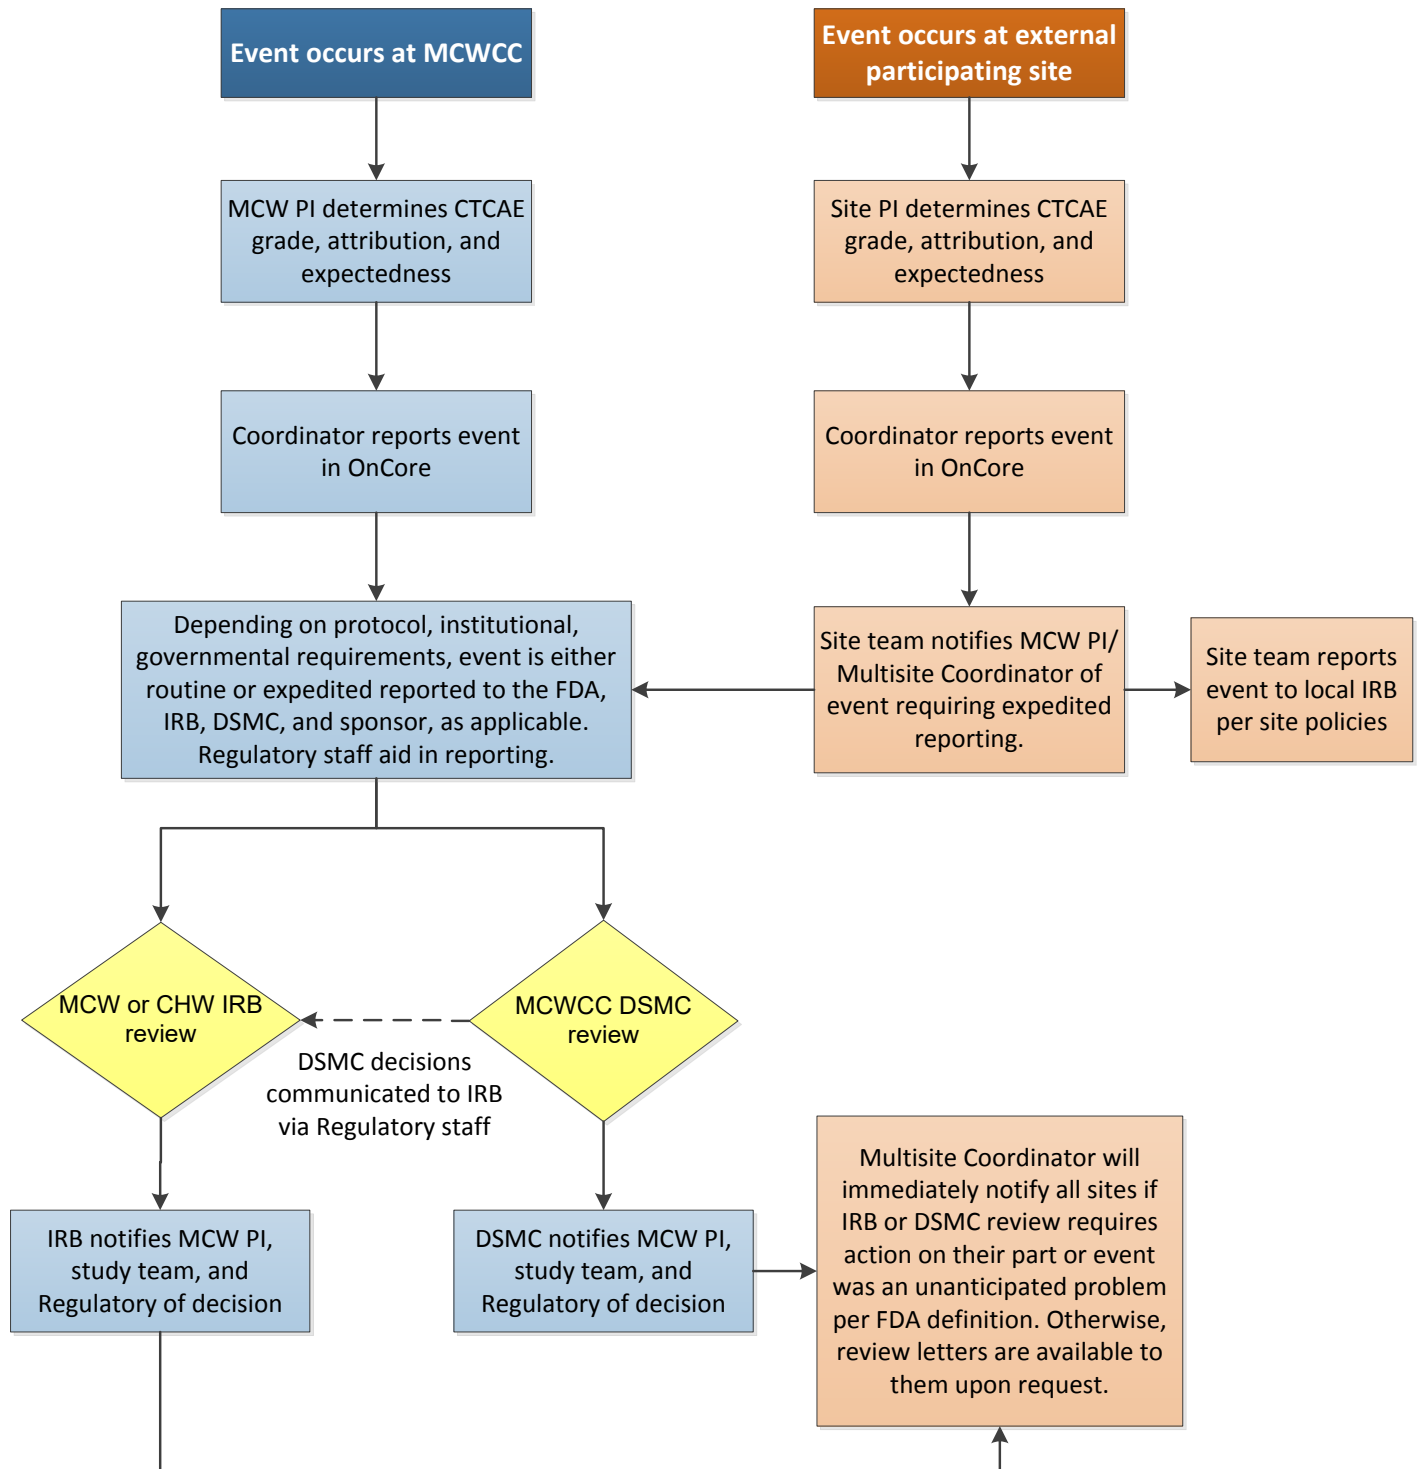 Event occurs at MCWCC
Event occurs at external
participating site
MCW PI determines CTCAE
grade, attribution, and
expectedness
Site PI determines CTCAE
grade, attribution, and
expectedness
Coordinator reports event
in OnCore
Coordinator reports event
in OnCore
Depending on protocol, institutional,
governmental requirements, event is either
routine or expedited reported to the FDA,
IRB, DSMC, and sponsor, as applicable.
Regulatory staff aid in reporting.
Site team notifies MCW PI/
Multisite Coordinator of
event requiring expedited
reporting.
Site team reports
event to local IRB
per site policies
MCW or CHW IRB
review
MCWCC DSMC
review
DSMC decisions
communicated to IRB
via Regulatory staff
IRB notifies MCW PI,
study team, and
Regulatory of decision
DSMC notifies MCW PI,
study team, and
Regulatory of decision
Multisite Coordinator will
immediately notify all sites if
IRB or DSMC review requires
action on their part or event
was an unanticipated problem
per FDA definition. Otherwise,
review letters are available to
them upon request.